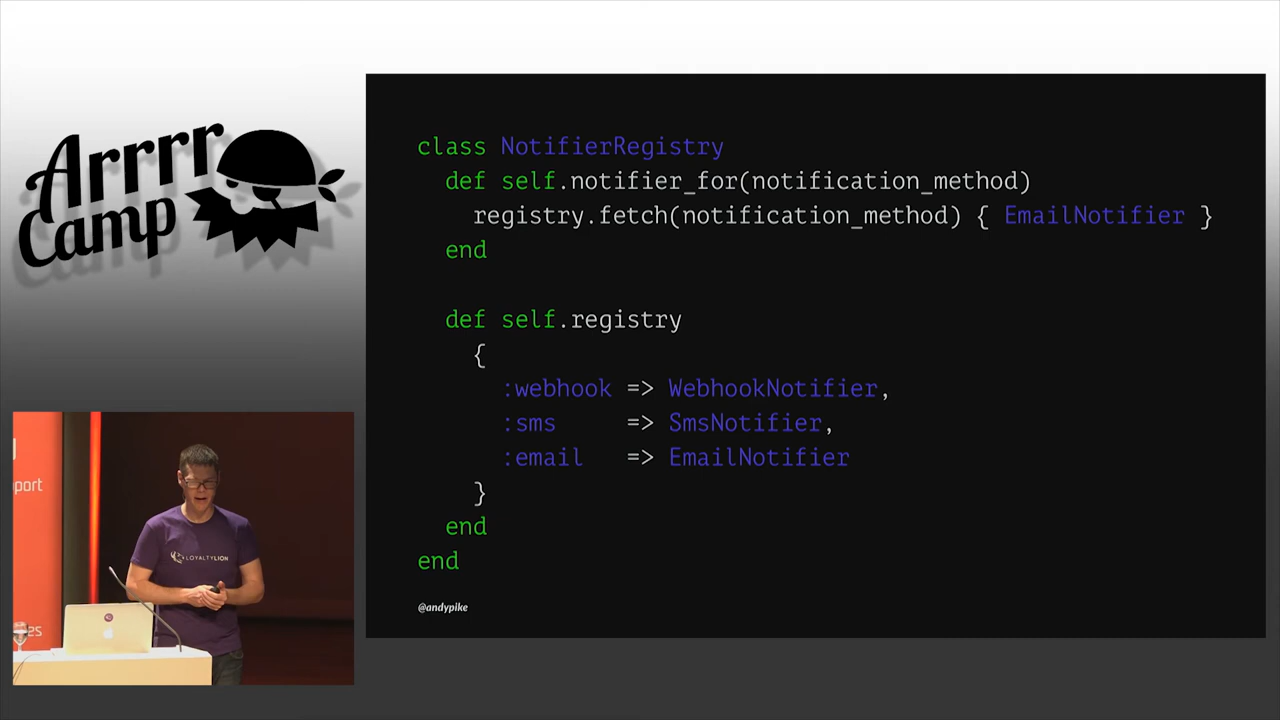 Arrrr
Camp
class NotifierRegistry
  def self.notifier_for(notification_method)
    registry.fetch(notification_method) { EmailNotifier }
  end

  def self.registry
    {
      :webhook => WebhookNotifier,
      :sms     => SmsNotifier,
      :email   => EmailNotifier
    }
  end
end
@andypike
port
LOYALTYLION
es